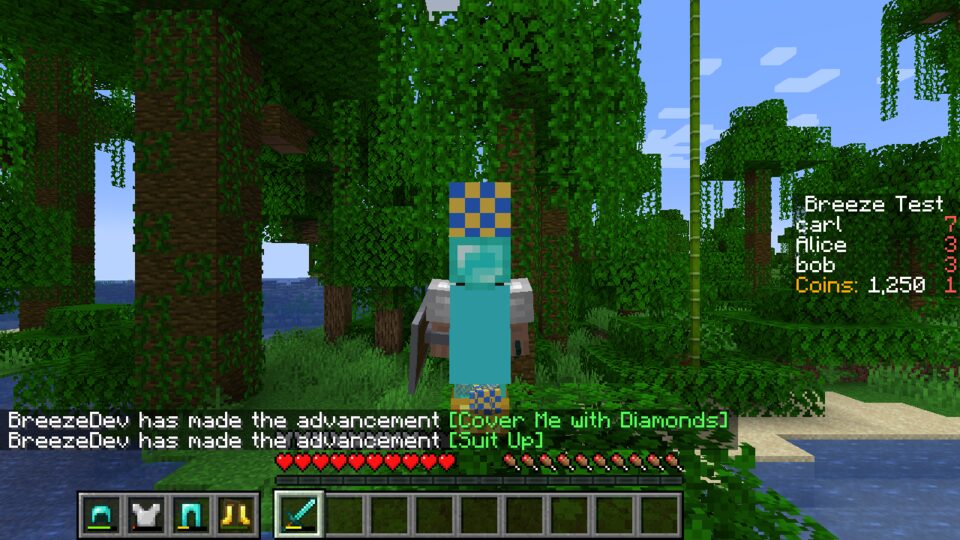 Breeze Test
carl 7
Alice 3
bob 3
Coins: 1,250 1
BreezeDev has made the advancement [Cover Me with Diamonds]
BreezeDev has made the advancement [Suit Up]